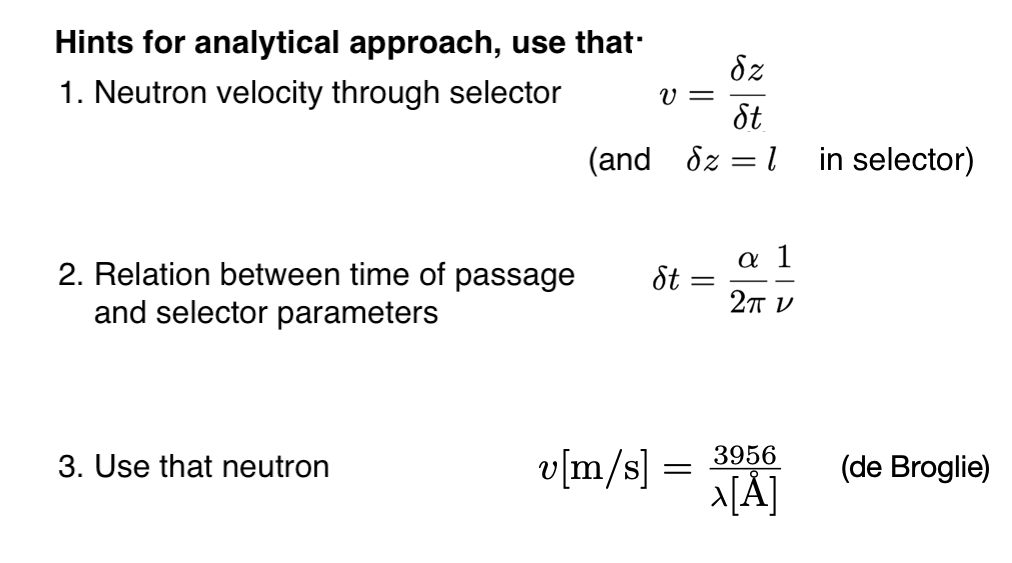 Hints for analytical approach, use that·
1. Neutron velocity through selector v = δz/δt
(and δz = l in selector)
2. Relation between time of passage δt = α/2π 1/ν
and selector parameters
3. Use that neutron v[m/s] = 3956/λ[Å] (de Broglie)